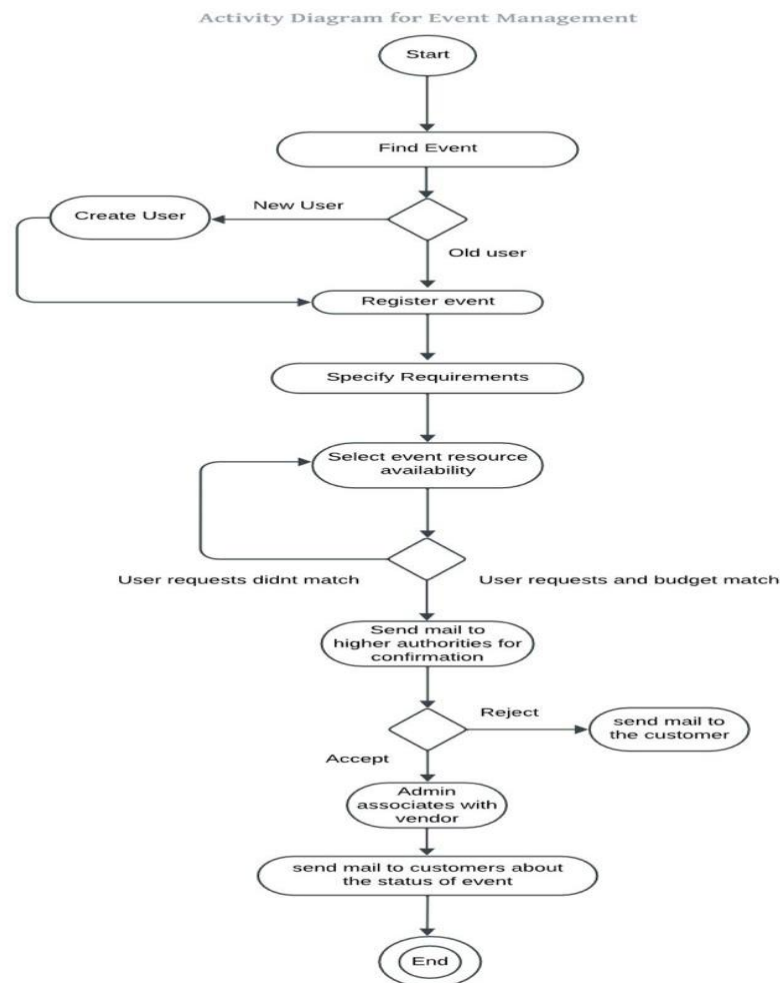 Activity Diagram for Event Management
Start
Find Event
New User
Create User
Old user
Register event
Specify Requirements
Select event resource
availability
User requests didnt match
User requests and budget match
Send mail to
higher authorities for
confirmation
Reject
send mail to
the customer
Accept
Admin
associates with
vendor
send mail to customers about
the status of event
End